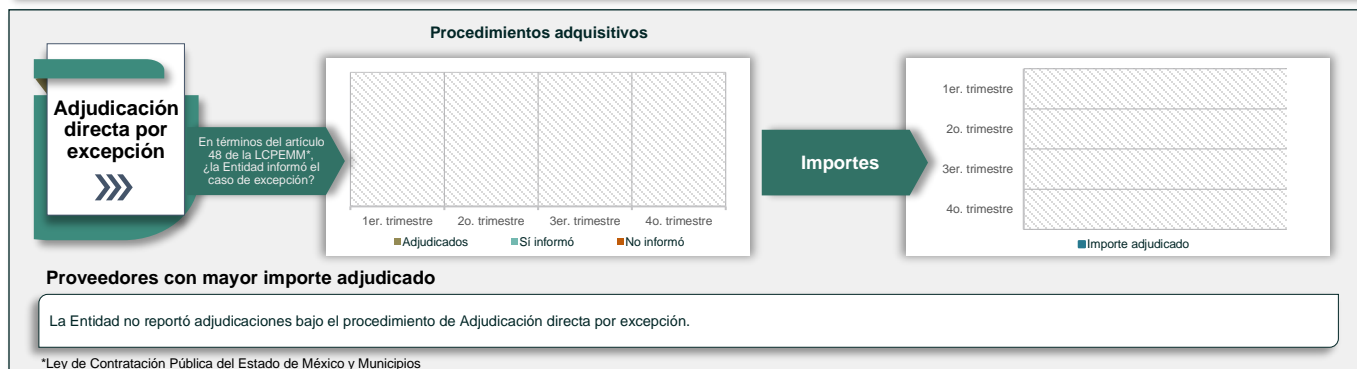 Procedimientos adquisitivos
Adjudicación
directa por
excepción
En términos del artículo
48 de la LCPEMM*,
¿la Entidad informó el
caso de excepción?
1er. trimestre 2o. trimestre 3er. trimestre 4o. trimestre
Adjudicados Sí informó No informó
Importes
1er. trimestre
2o. trimestre
3er. trimestre
4o. trimestre
Importe adjudicado
Proveedores con mayor importe adjudicado
La Entidad no reportó adjudicaciones bajo el procedimiento de Adjudicación directa por excepción.
*Ley de Contratación Pública del Estado de México y Municipios